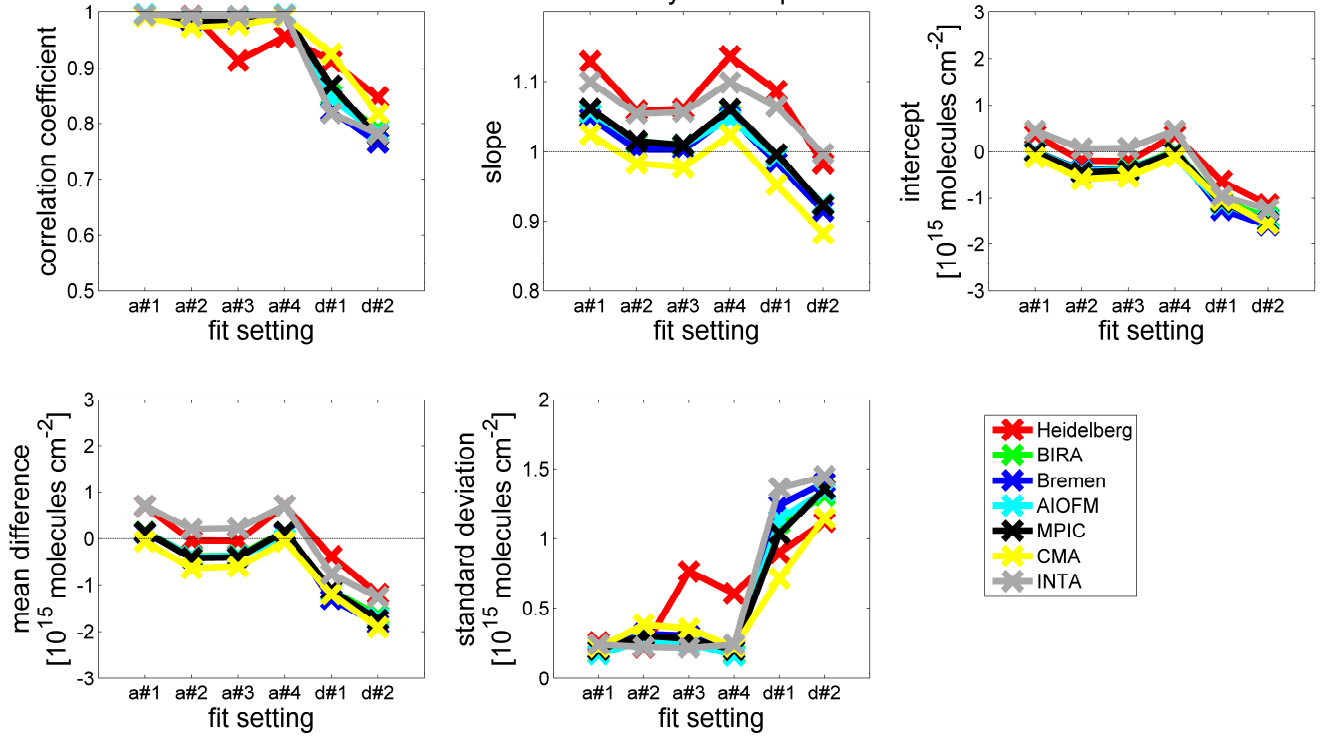 correlation coefficient
1
0.9
0.8
0.7
0.6
0.5
a#1 a#2 a#3 a#4 d#1 d#2
fit setting
slope
1.1
1
0.9
0.8
a#1 a#2 a#3 a#4 d#1 d#2
fit setting
intercept
[10^15 molecules cm^-2]
3
2
1
0
-1
-2
-3
a#1 a#2 a#3 a#4 d#1 d#2
fit setting
mean difference
[10^15 molecules cm^-2]
3
2
1
0
-1
-2
-3
a#1 a#2 a#3 a#4 d#1 d#2
fit setting
standard deviation
[10^15 molecules cm^-2]
2
1.5
1
0.5
0
a#1 a#2 a#3 a#4 d#1 d#2
fit setting
Heidelberg
BIRA
Bremen
AIOFM
MPIC
CMA
INTA